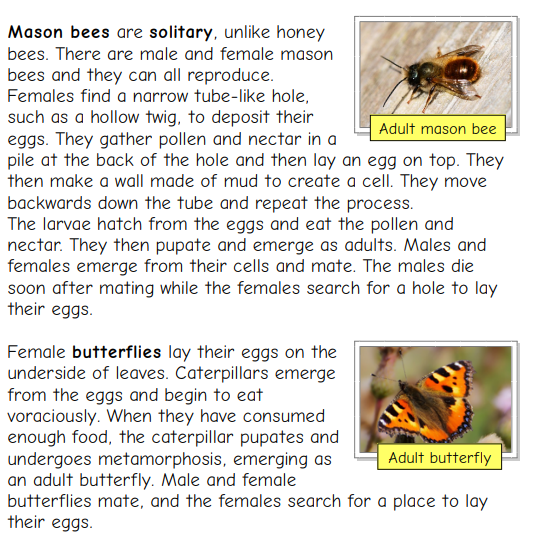 Mason bees are solitary, unlike honey
bees. There are male and female mason
bees and they can all reproduce.
Females find a narrow tube-like hole,
such as a hollow twig, to deposit their
eggs. They gather pollen and nectar in a
pile at the back of the hole and then lay an egg on top. They
then make a wall made of mud to create a cell. They move
backwards down the tube and repeat the process.
The larvae hatch from the eggs and eat the pollen and
nectar. They then pupate and emerge as adults. Males and
females emerge from their cells and mate. The males die
soon after mating while the females search for a hole to lay
their eggs.
Adult mason bee
Female butterflies lay their eggs on the
underside of leaves. Caterpillars emerge
from the eggs and begin to eat
voraciously. When they have consumed
enough food, the caterpillar pupates and
undergoes metamorphosis, emerging as
an adult butterfly. Male and female
butterflies mate, and the females search for a place to lay
their eggs.
Adult butterfly